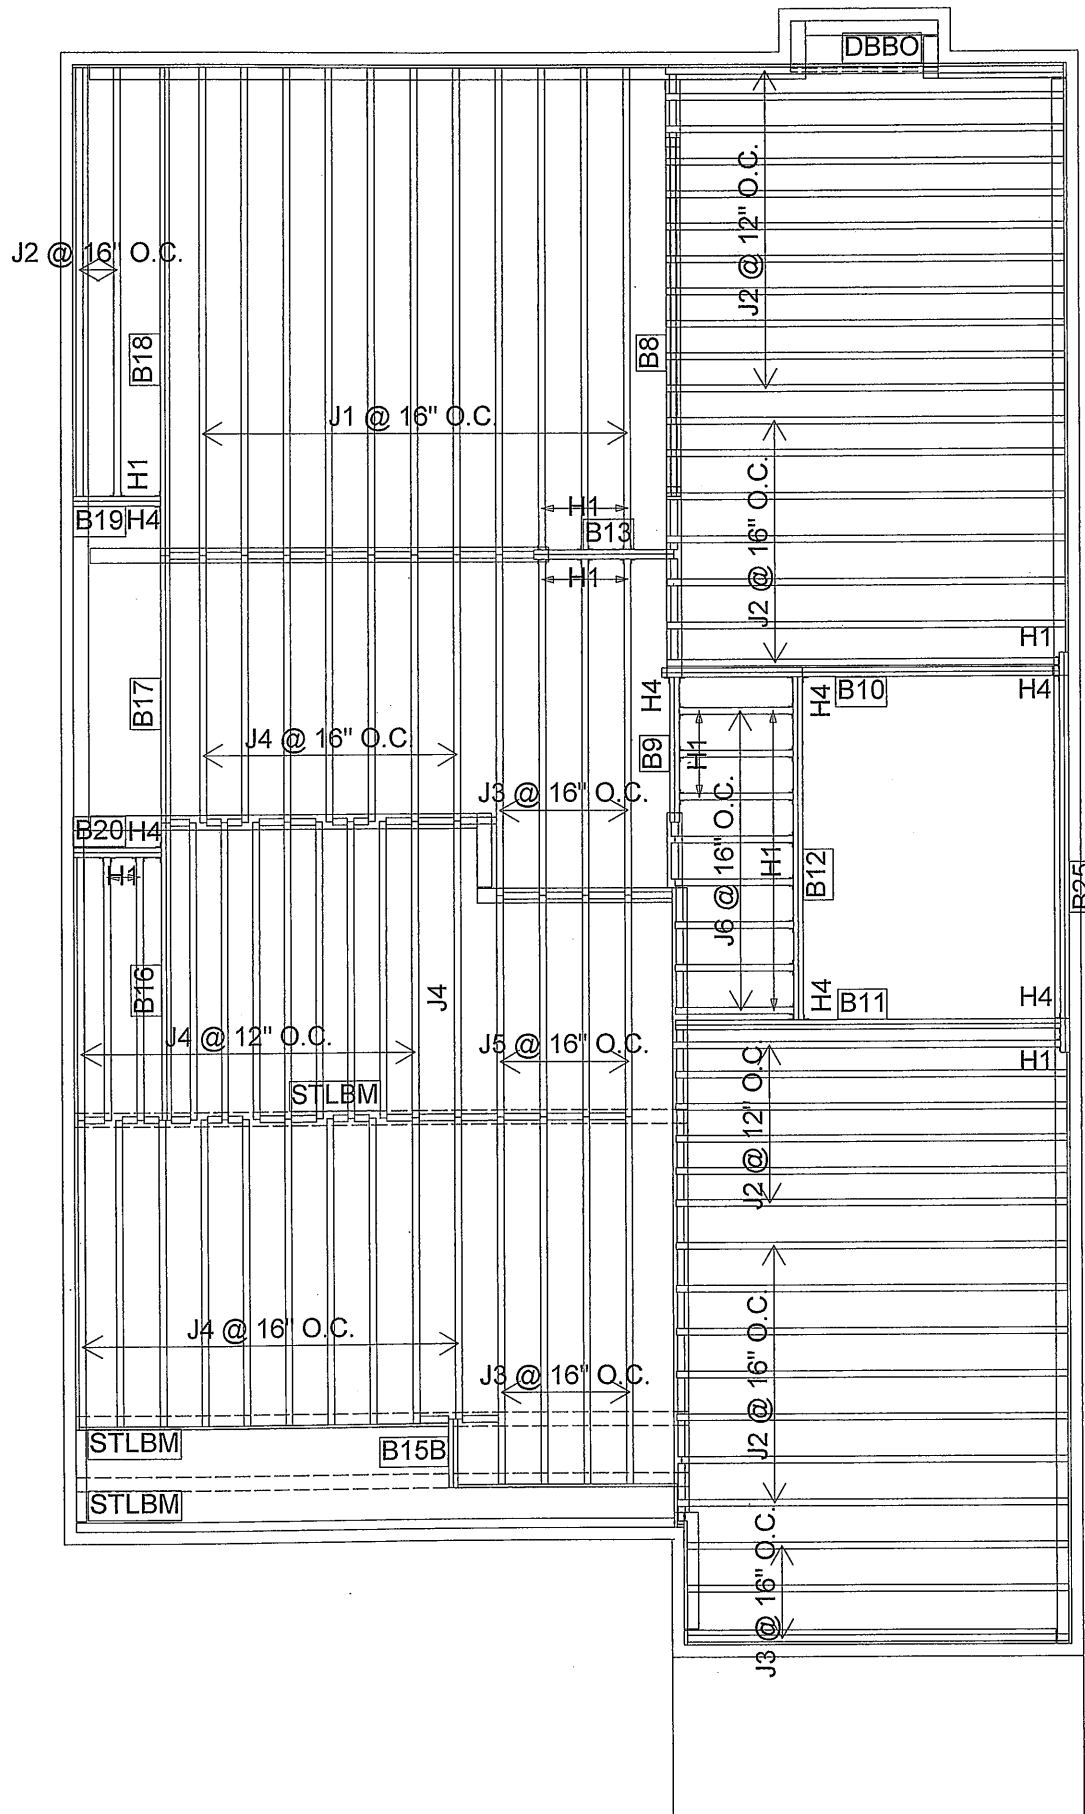 DBBO
J2 @ 12" O.C.
J2 @ 16" O.C.
B18
B8
J1 @ 16" O.C.
H1
J2 @ 16" O.C.
H1
B19 H4
B13
H1
H1
H4
B10
H4
H4
B17
B9
H1
J4 @ 16" O.C.
J3 @ 16" O.C.
J6 @ 16" O.C.
H1
B12
B25
B20 H4
H1
B16
J4
H4
B11
H4
J4 @ 12" O.C.
J5 @ 16" O.C.
H1
STLBM
J2 @ 12" O.C.
J4 @ 16" O.C.
J3 @ 16" O.C.
J2 @ 16" O.C.
STLBM
B15B
STLBM
J3 @ 16" O.C.